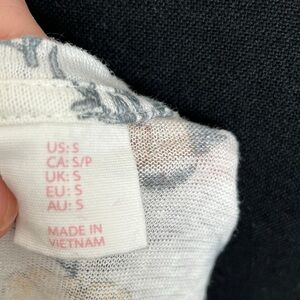 US: S
CA: S/P
UK: S
EU: S
AU: S
MADE IN
VIETNAM